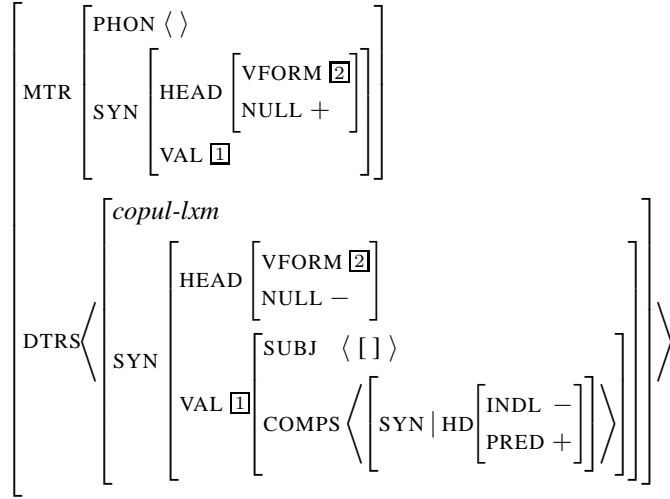 PHON ⟨ ⟩
VFORM 2
MTR SYN HEAD NULL +
VAL 1
copul-lxm
HEAD VFORM 2
NULL −
DTRS SYN SUBJ ⟨ [ ] ⟩
VAL 1 INDL −
COMPS SYN | HD
PRED +